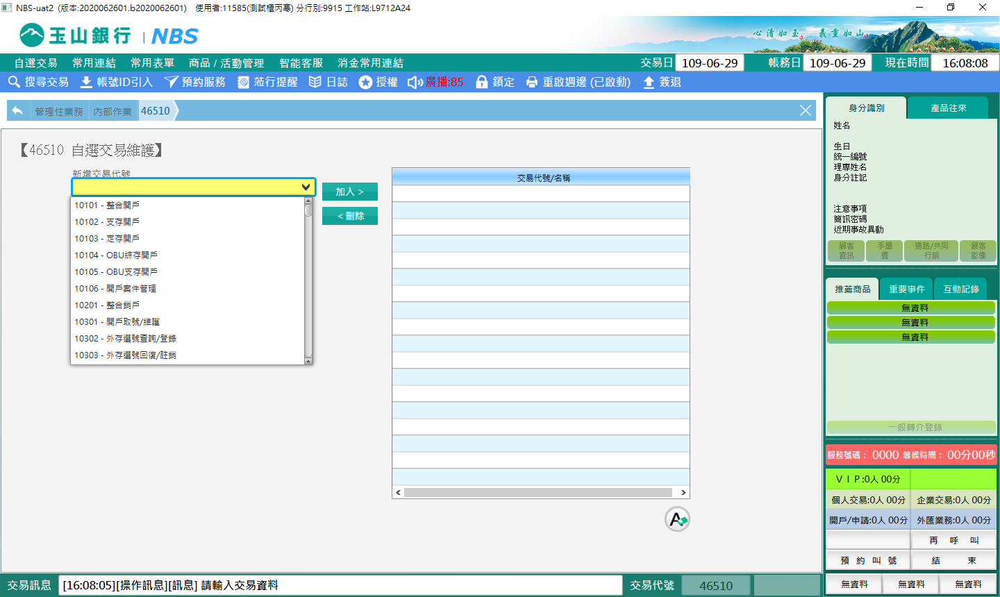 NBS-uat2 (版本:2020062601.b2020062601) 使用者:11585(測試櫃丙寒) 分行別:9915 工作站:L9712A24
玉山銀行 NBS
心清如玉。義重如山。
自選交易 常用連結 常用表單 商品 / 活動管理 智能客服 消金常用連結 交易日 109-06-29 帳務日 109-06-29 現在時間 16:08:08
搜尋交易 帳號ID引入 預約服務 蒞行提醒 日誌 授權 廣播:85 鎖定 重啟週邊 (已啟動) 簽退
管理性業務 內部作業 46510
【46510 自選交易維護】
新增交易代號
加入 >
< 刪除
10101 - 整合開戶
10102 - 支存開戶
10103 - 定存開戶
10104 - OBU綜存開戶
10105 - OBU支存開戶
10106 - 開戶案件管理
10201 - 整合銷戶
10301 - 開戶取號/維護
10302 - 外存選號查詢/登錄
10303 - 外存選號回復/註銷
交易代號/名稱
A
身分識別 產品往來
姓名
生日
統一編號
理專姓名
身分註記
注意事項
簡訊密碼
近期事故異動
顧客資訊 手續費 通路/共同行銷 顧客影像
推薦商品 重要事件 互動記錄
無資料
無資料
無資料
一般轉介登錄
服務號碼： 0000 等候時間： 00分00秒
ＶＩＰ:0人 00分
個人交易:0人 00分 企業交易:0人 00分
開戶/申請:0人 00分 外匯業務:0人 00分
再 呼 叫
預 約 叫 號 結 束
無資料 無資料 無資料
交易訊息 [16:08:05][操作訊息][訊息] 請輸入交易資料 交易代號 46510